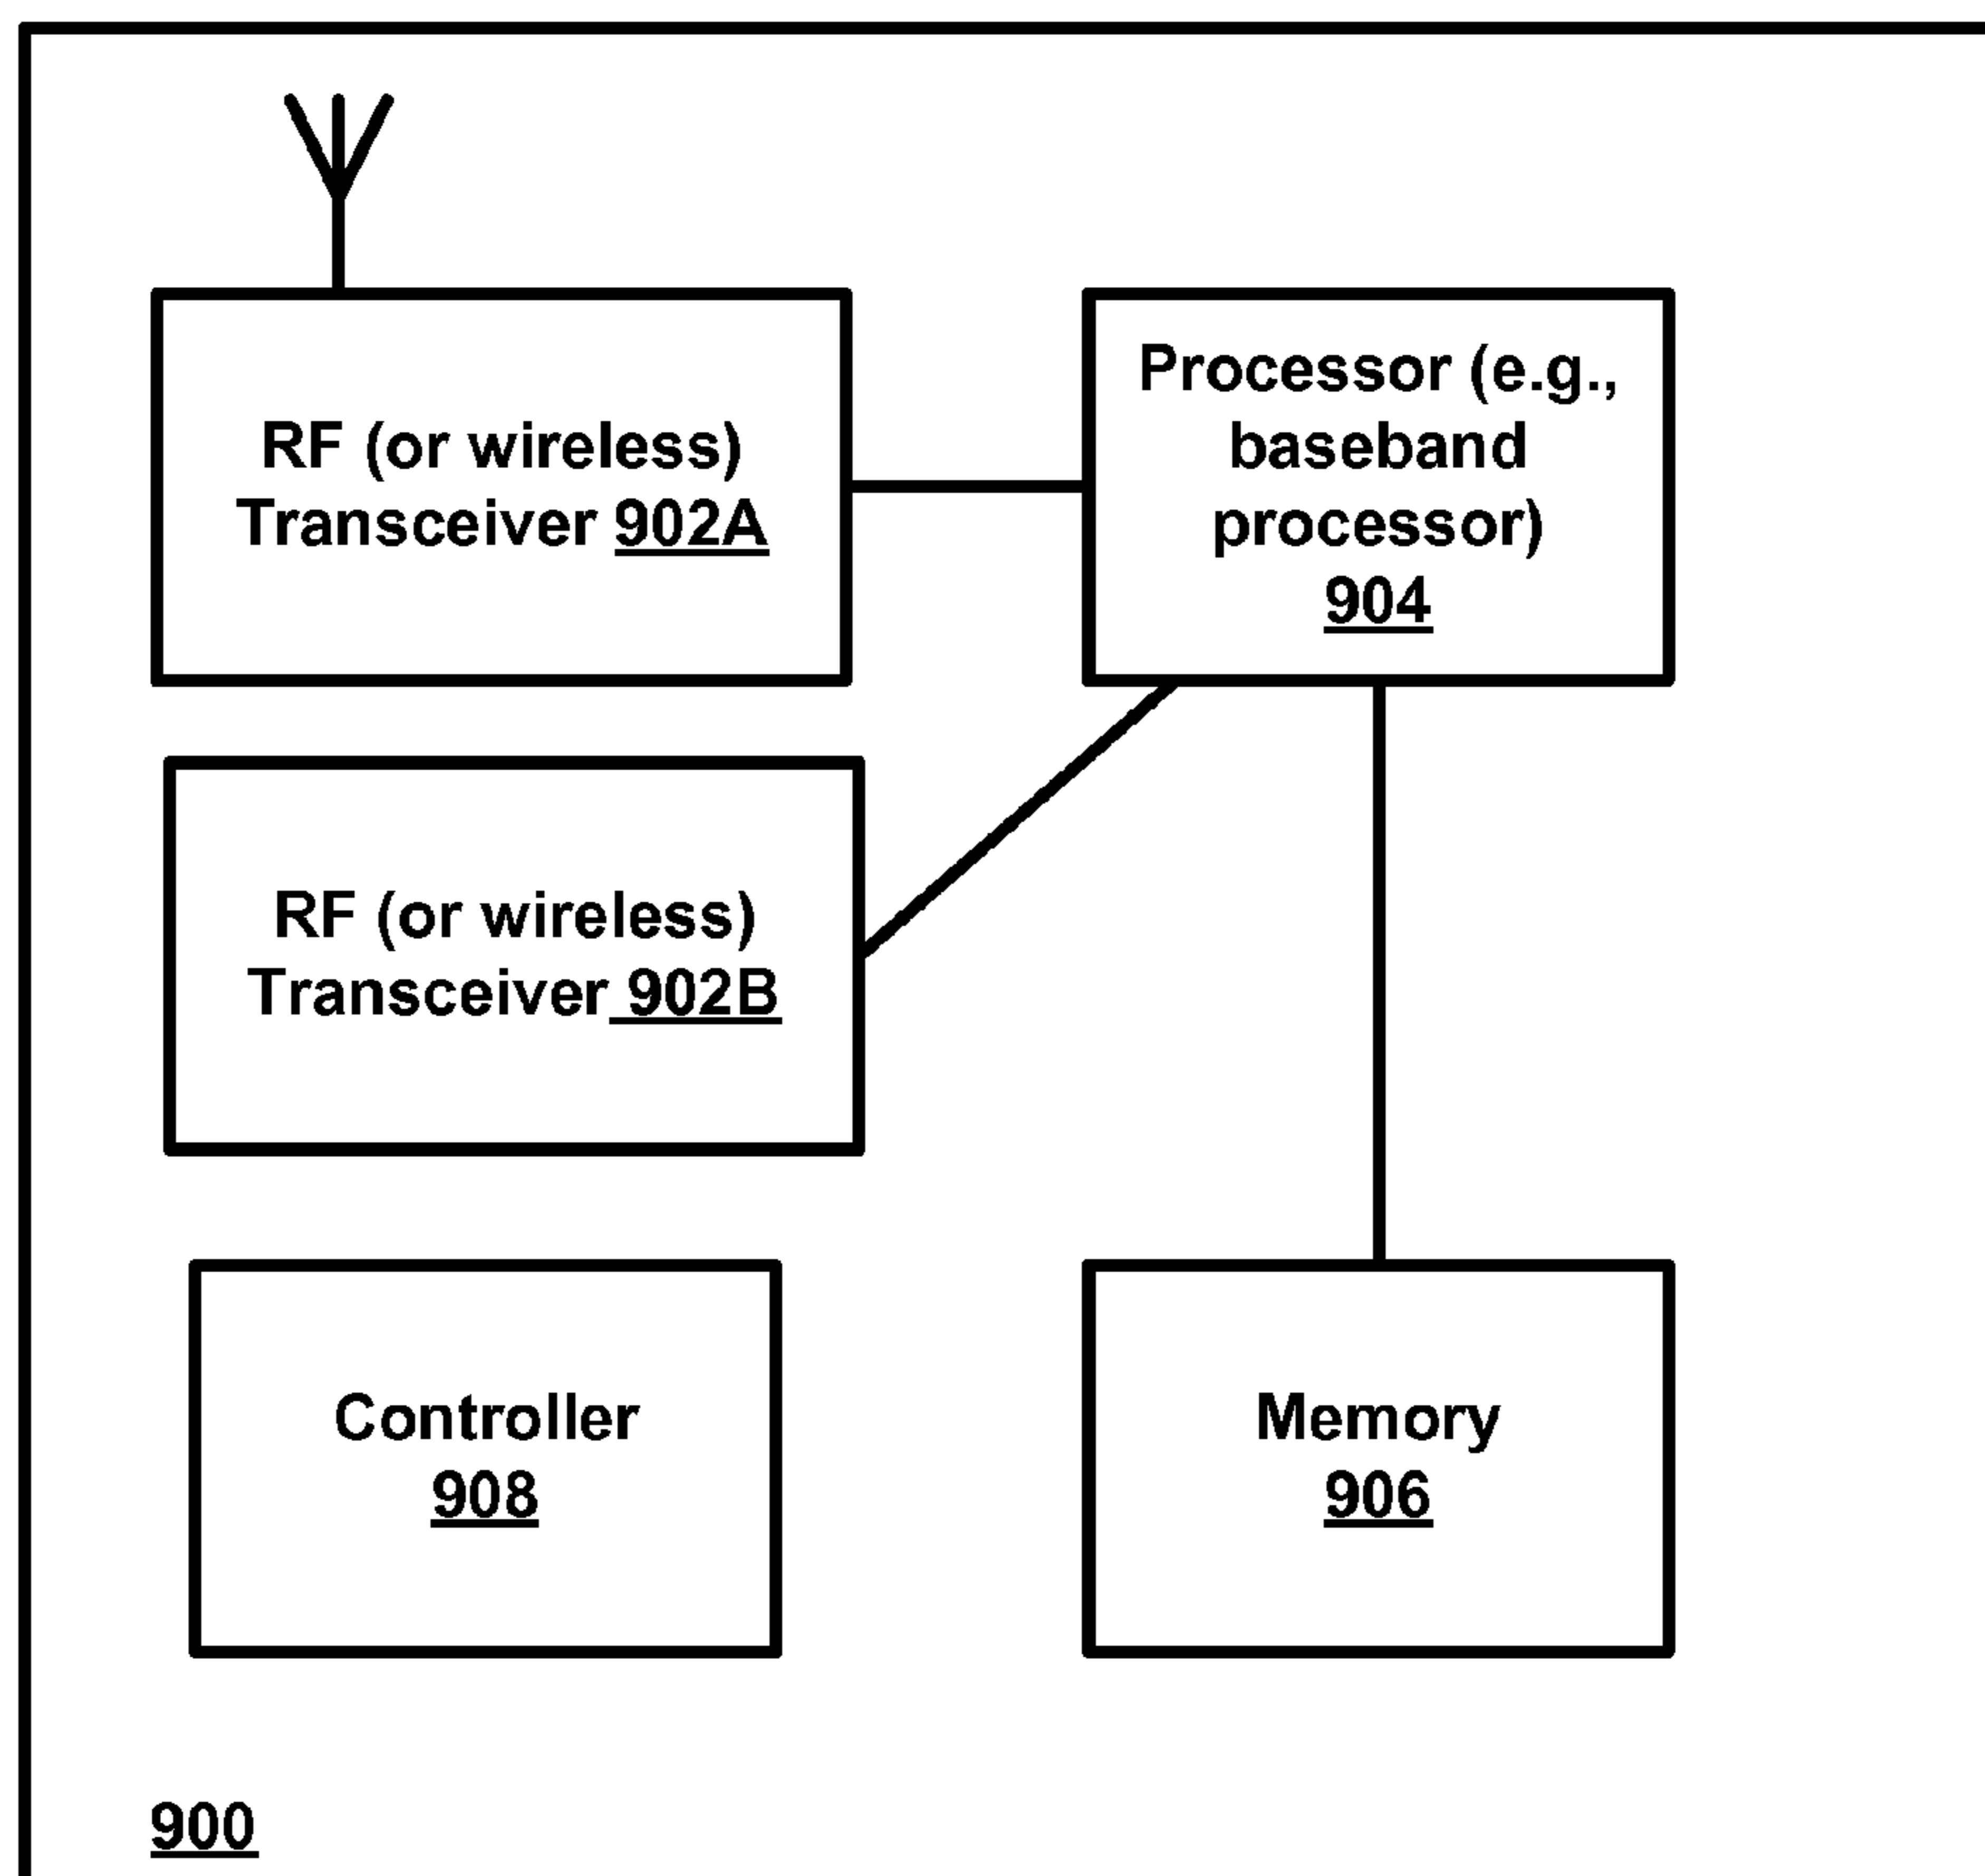 RF (or wireless)
Transceiver 902A
Processor (e.g.,
baseband
processor)
904
RF (or wireless)
Transceiver 902B
Controller
908
Memory
906
900